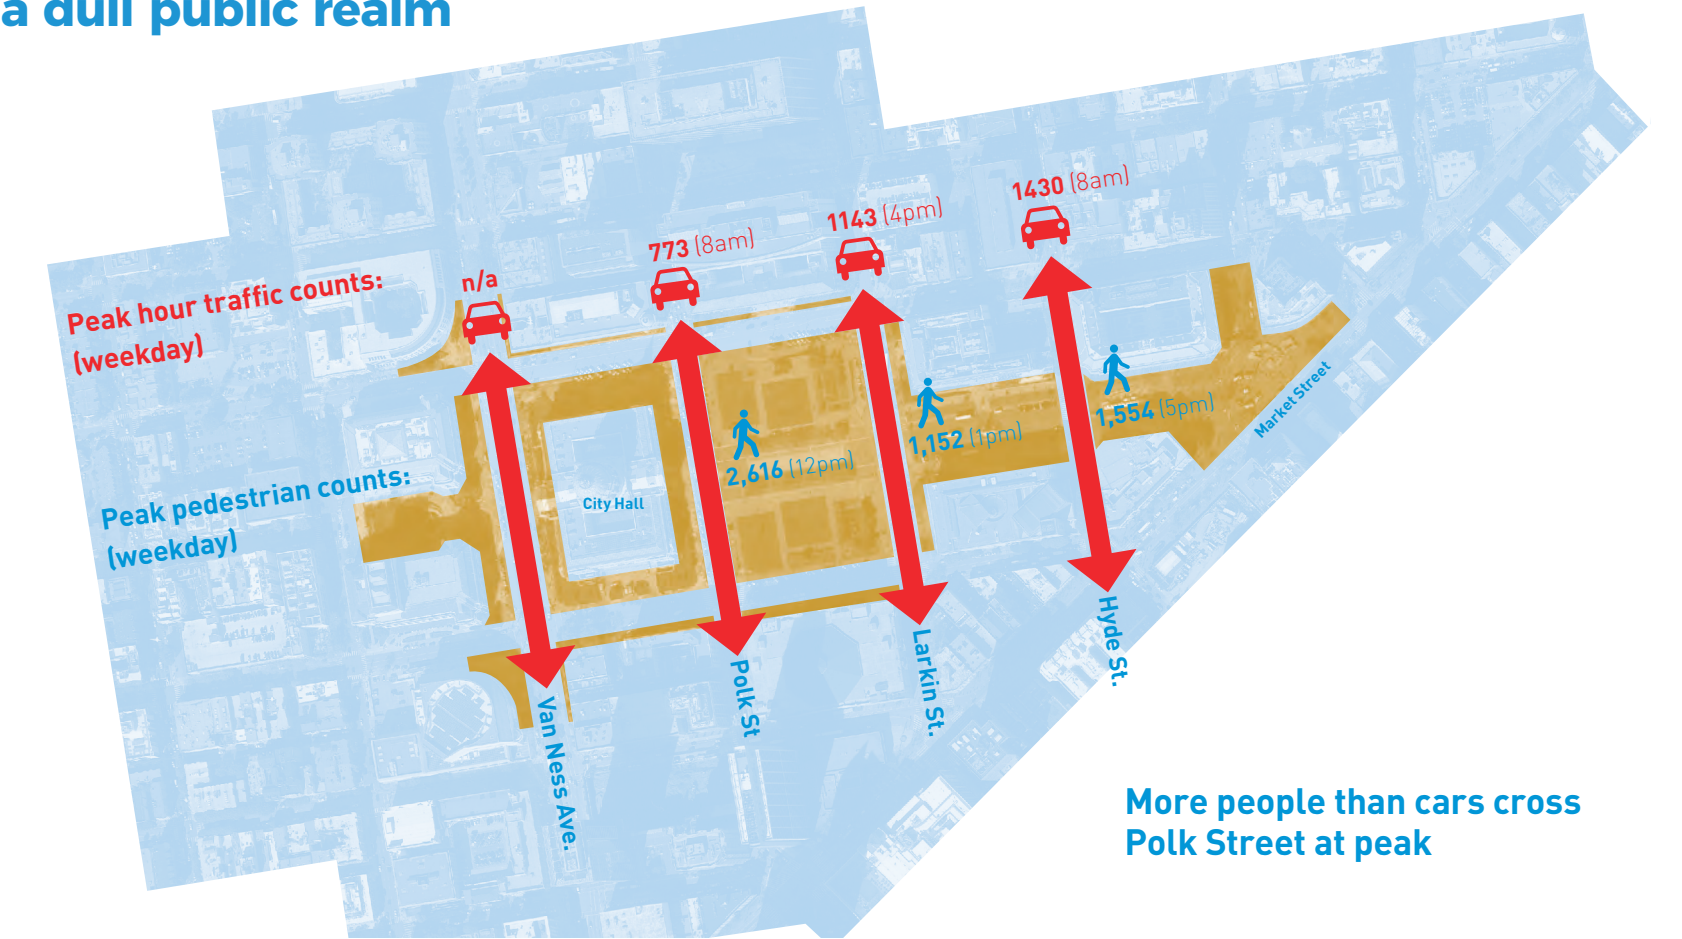 a dull public realm
Peak hour traffic counts:
(weekday)
n/a
773 (8am)
1143 (4pm)
1430 (8am)
Peak pedestrian counts:
(weekday)
2,616 (12pm)
1,152 (1pm)
1,554 (5pm)
City Hall
Market Street
Van Ness Ave.
Polk St
Larkin St.
Hyde St.
More people than cars cross
Polk Street at peak